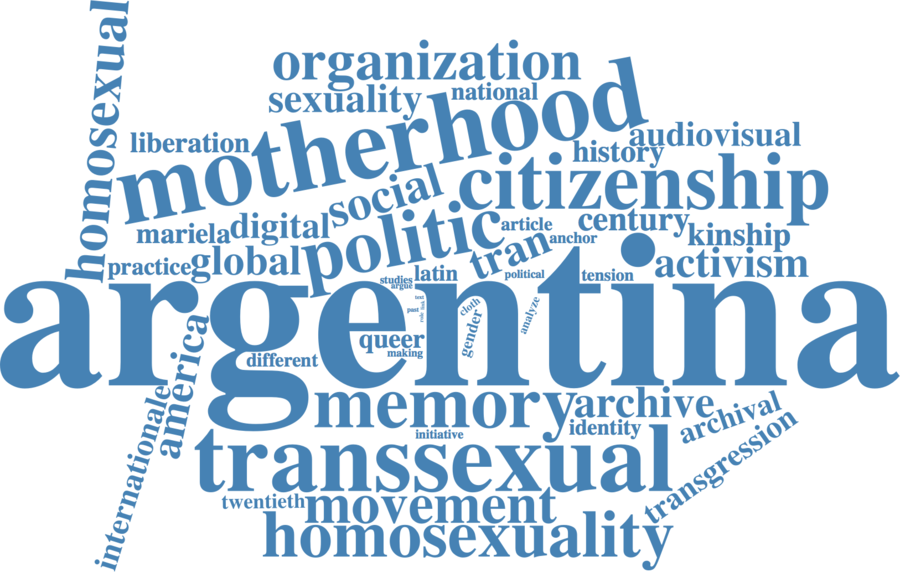 homosexual
organization
sexuality
national
motherhood
liberation
audiovisual
history
citizenship
social
mariela
digital
politic
article
century
tran
anchor
kinship
practice
global
latin
political
tension
activism
studies
argue
argentina
text
past
role
cloth
gender
analyze
queer
making
different
america
internationale
memory
archive
archival
initiative
identity
transsexual
transgression
twentieth
movement
homosexuality